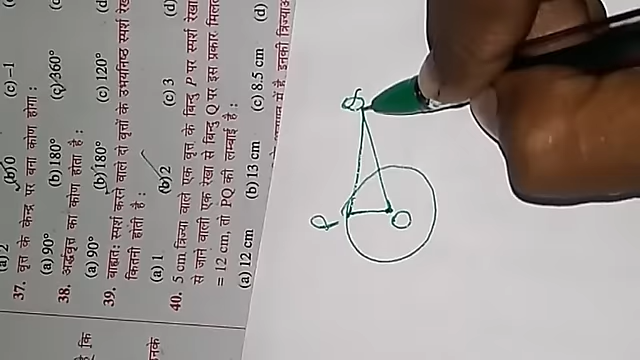 (a) 2
(b) 0
(c) –1
37. वृत्त के केन्द्र पर बना कोण होगा :
(a) 90°
(b) 180°
(c) 360°
(d)
38. अर्द्धवृत्त का कोण होता है :
(a) 90°
(b) 180°
(c) 120°
(d)
39. बाह्यतः स्पर्श करने वाले दो वृत्तों के उभयनिष्ठ स्पर्श
कितनी होती है :
(a) 1
(b) 2
(c) 3
(d)
40. 5 cm त्रिज्या वाले एक वृत्त के बिन्दु P पर स्पर्श
से जाने वाली एक रेखा से बिन्दु Q पर इस प्रकार
= 12 cm, तो PQ की लम्बाई है :
(a) 12 cm
(b) 13 cm
(c) 8.5 cm
(d)
P
Q
O